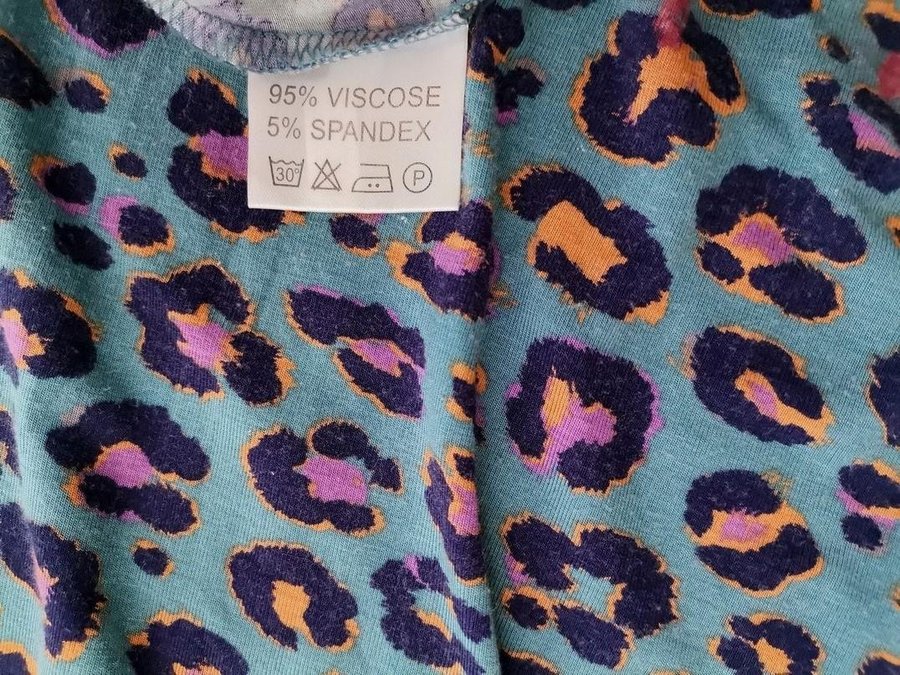 95% VISCOSE
5% SPANDEX
30° P